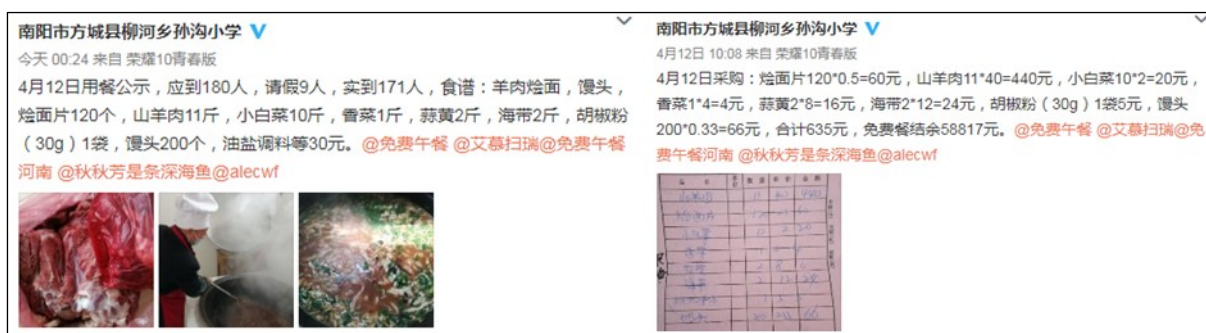 南阳市方城县柳河乡孙沟小学
今天 00:24 来自 荣耀10青春版
4月12日用餐公示，应到180人，请假9人，实到171人，食谱：羊肉烩面，馒头，
烩面片120个，山羊肉11斤，小白菜10斤，香菜1斤，蒜黄2斤，海带2斤，胡椒粉
（30g）1袋，馒头200个，油盐调料等30元。@免费午餐 @艾慕扫瑞@免费午餐
河南 @秋秋芳是条深海鱼@alecwf
南阳市方城县柳河乡孙沟小学
4月12日 10:08 来自 荣耀10青春版
4月12日采购：烩面片120*0.5=60元，山羊肉11*40=440元，小白菜10*2=20元，
香菜1*4=4元，蒜黄2*8=16元，海带2*12=24元，胡椒粉（30g）1袋5元，馒头
200*0.33=66元，合计635元，免费餐结余58817元。@免费午餐 @艾慕扫瑞@免
费午餐河南 @秋秋芳是条深海鱼@alecwf